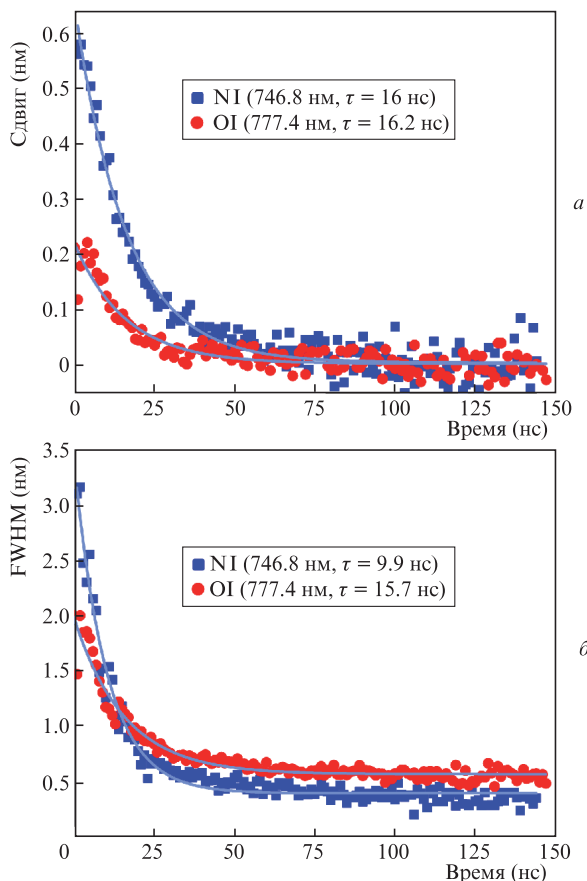 0.6
0.5
0.4
0.3
0.2
0.1
0
Сдвиг (нм)
NI (746.8 нм, τ = 16 нс)
OI (777.4 нм, τ = 16.2 нс)
а
0 25 50 75 100 125 150
Время (нс)
3.5
3.0
2.5
2.0
1.5
1.0
0.5
FWHM (нм)
NI (746.8 нм, τ = 9.9 нс)
OI (777.4 нм, τ = 15.7 нс)
б
0 25 50 75 100 125 150
Время (нс)